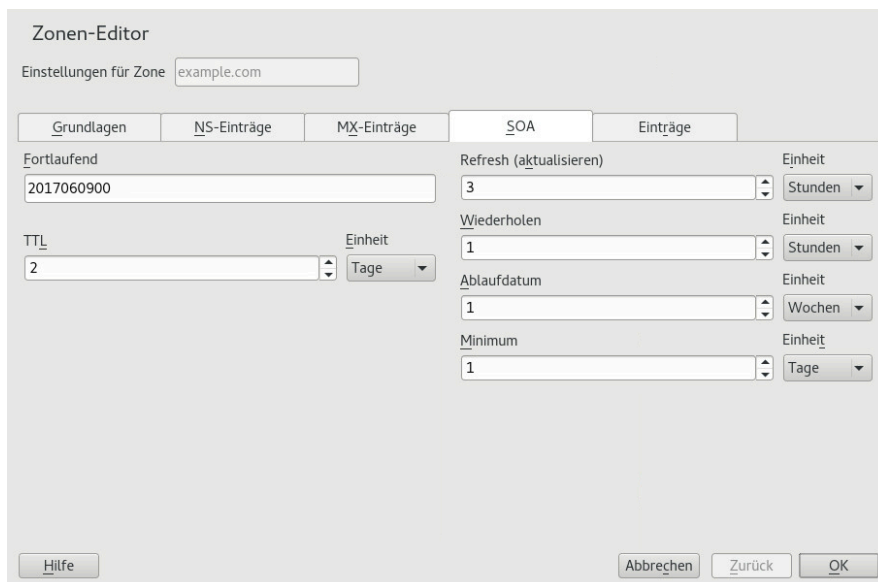 Zonen-Editor
Einstellungen für Zone example.com
Grundlagen NS-Einträge MX-Einträge SOA Einträge
Fortlaufend
2017060900
TTL Einheit
2 Tage
Refresh (aktualisieren) Einheit
3 Stunden
Wiederholen Einheit
1 Stunden
Ablaufdatum Einheit
1 Wochen
Minimum Einheit
1 Tage
Hilfe Abbrechen Zurück OK